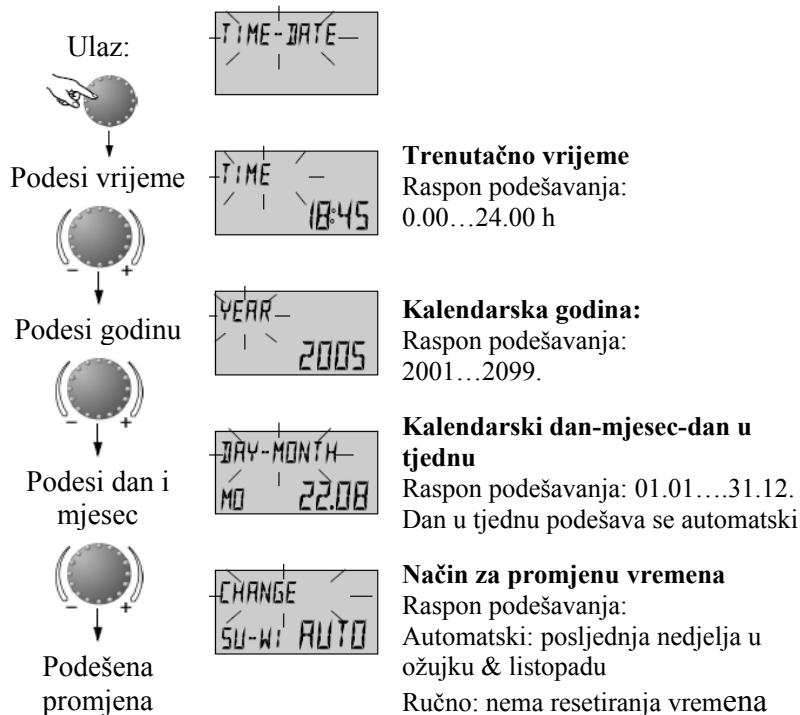 Ulaz:
TIME-DATE
Podesi vrijeme
TIME
18:45
Trenutačno vrijeme
Raspon podešavanja:
0.00…24.00 h
- +
Podesi godinu
YEAR
2005
Kalendarska godina:
Raspon podešavanja:
2001…2099.
- +
Podesi dan i
mjesec
DAY-MONTH
MO 22.08
Kalendarski dan-mjesec-dan u
tjednu
Raspon podešavanja: 01.01….31.12.
Dan u tjednu podešava se automatski
- +
Podešena
promjena
CHANGE
SU-WI AUTO
Način za promjenu vremena
Raspon podešavanja:
Automatski: posljednja nedjelja u
ožujku & listopadu
Ručno: nema resetiranja vremena